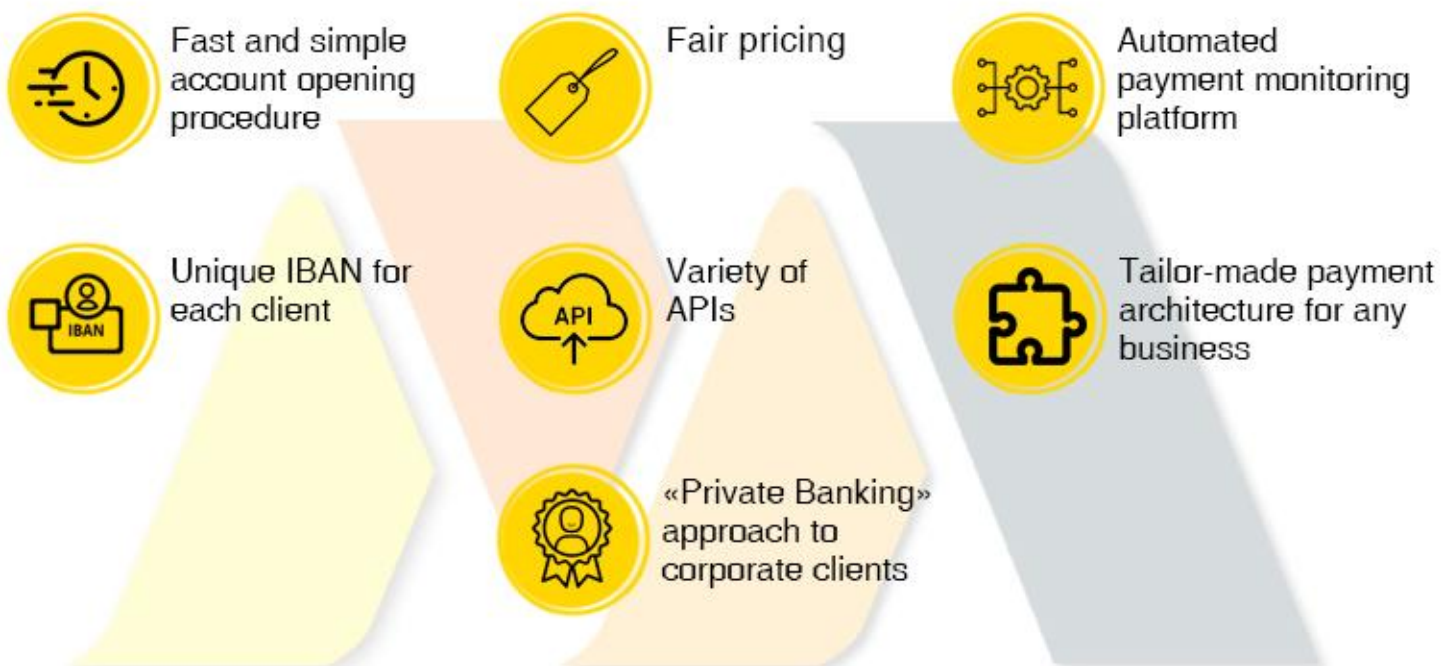 Fast and simple
account opening
procedure
Fair pricing
Automated
payment monitoring
platform
IBAN
Unique IBAN for
each client
API
Variety of
APIs
Tailor-made payment
architecture for any
business
«Private Banking»
approach to
corporate clients